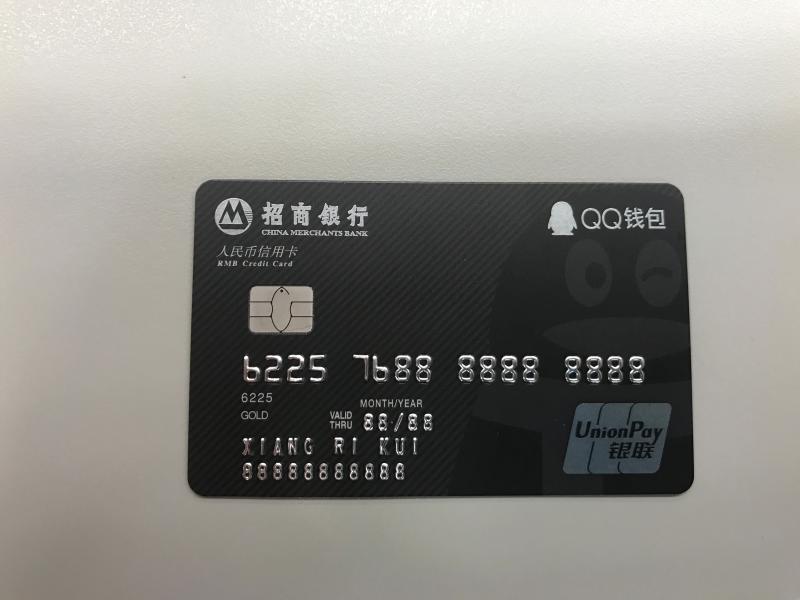 招商银行
CHINA MERCHANTS BANK
QQ钱包
人民币信用卡
RMB Credit Card
6225 7688 8888 8888
6225
MONTH/YEAR
GOLD
VALID THRU 88/88
XIANG RI KUI
88888888888
UnionPay
银联